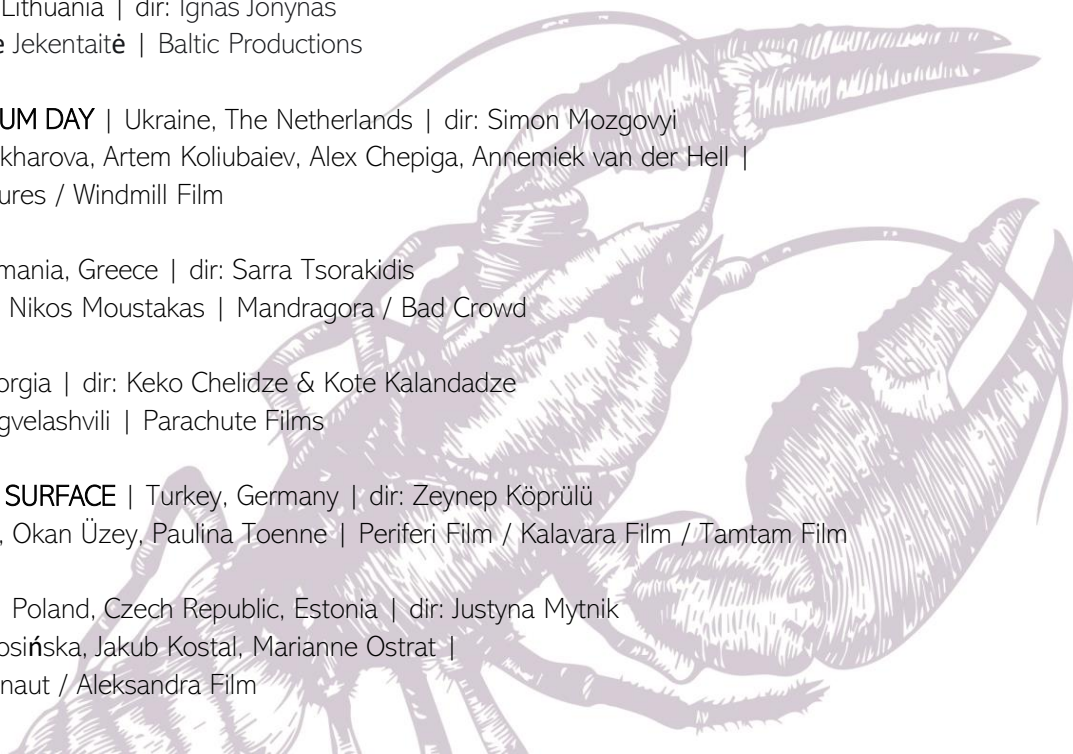 Lithuania | dir: Ignas Jonynas
Jekentaitė | Baltic Productions
UM DAY | Ukraine, The Netherlands | dir: Simon Mozgovyi
kharova, Artem Koliubaiev, Alex Chepiga, Annemiek van der Hell |
ures / Windmill Film
mania, Greece | dir: Sarra Tsorakidis
Nikos Moustakas | Mandragora / Bad Crowd
orgia | dir: Keko Chelidze & Kote Kalandadze
gvelashvili | Parachute Films
SURFACE | Turkey, Germany | dir: Zeynep Köprülü
, Okan Üzey, Paulina Toenne | Periferi Film / Kalavara Film / Tamtam Film
Poland, Czech Republic, Estonia | dir: Justyna Mytnik
osińska, Jakub Kostal, Marianne Ostrat |
naut / Aleksandra Film